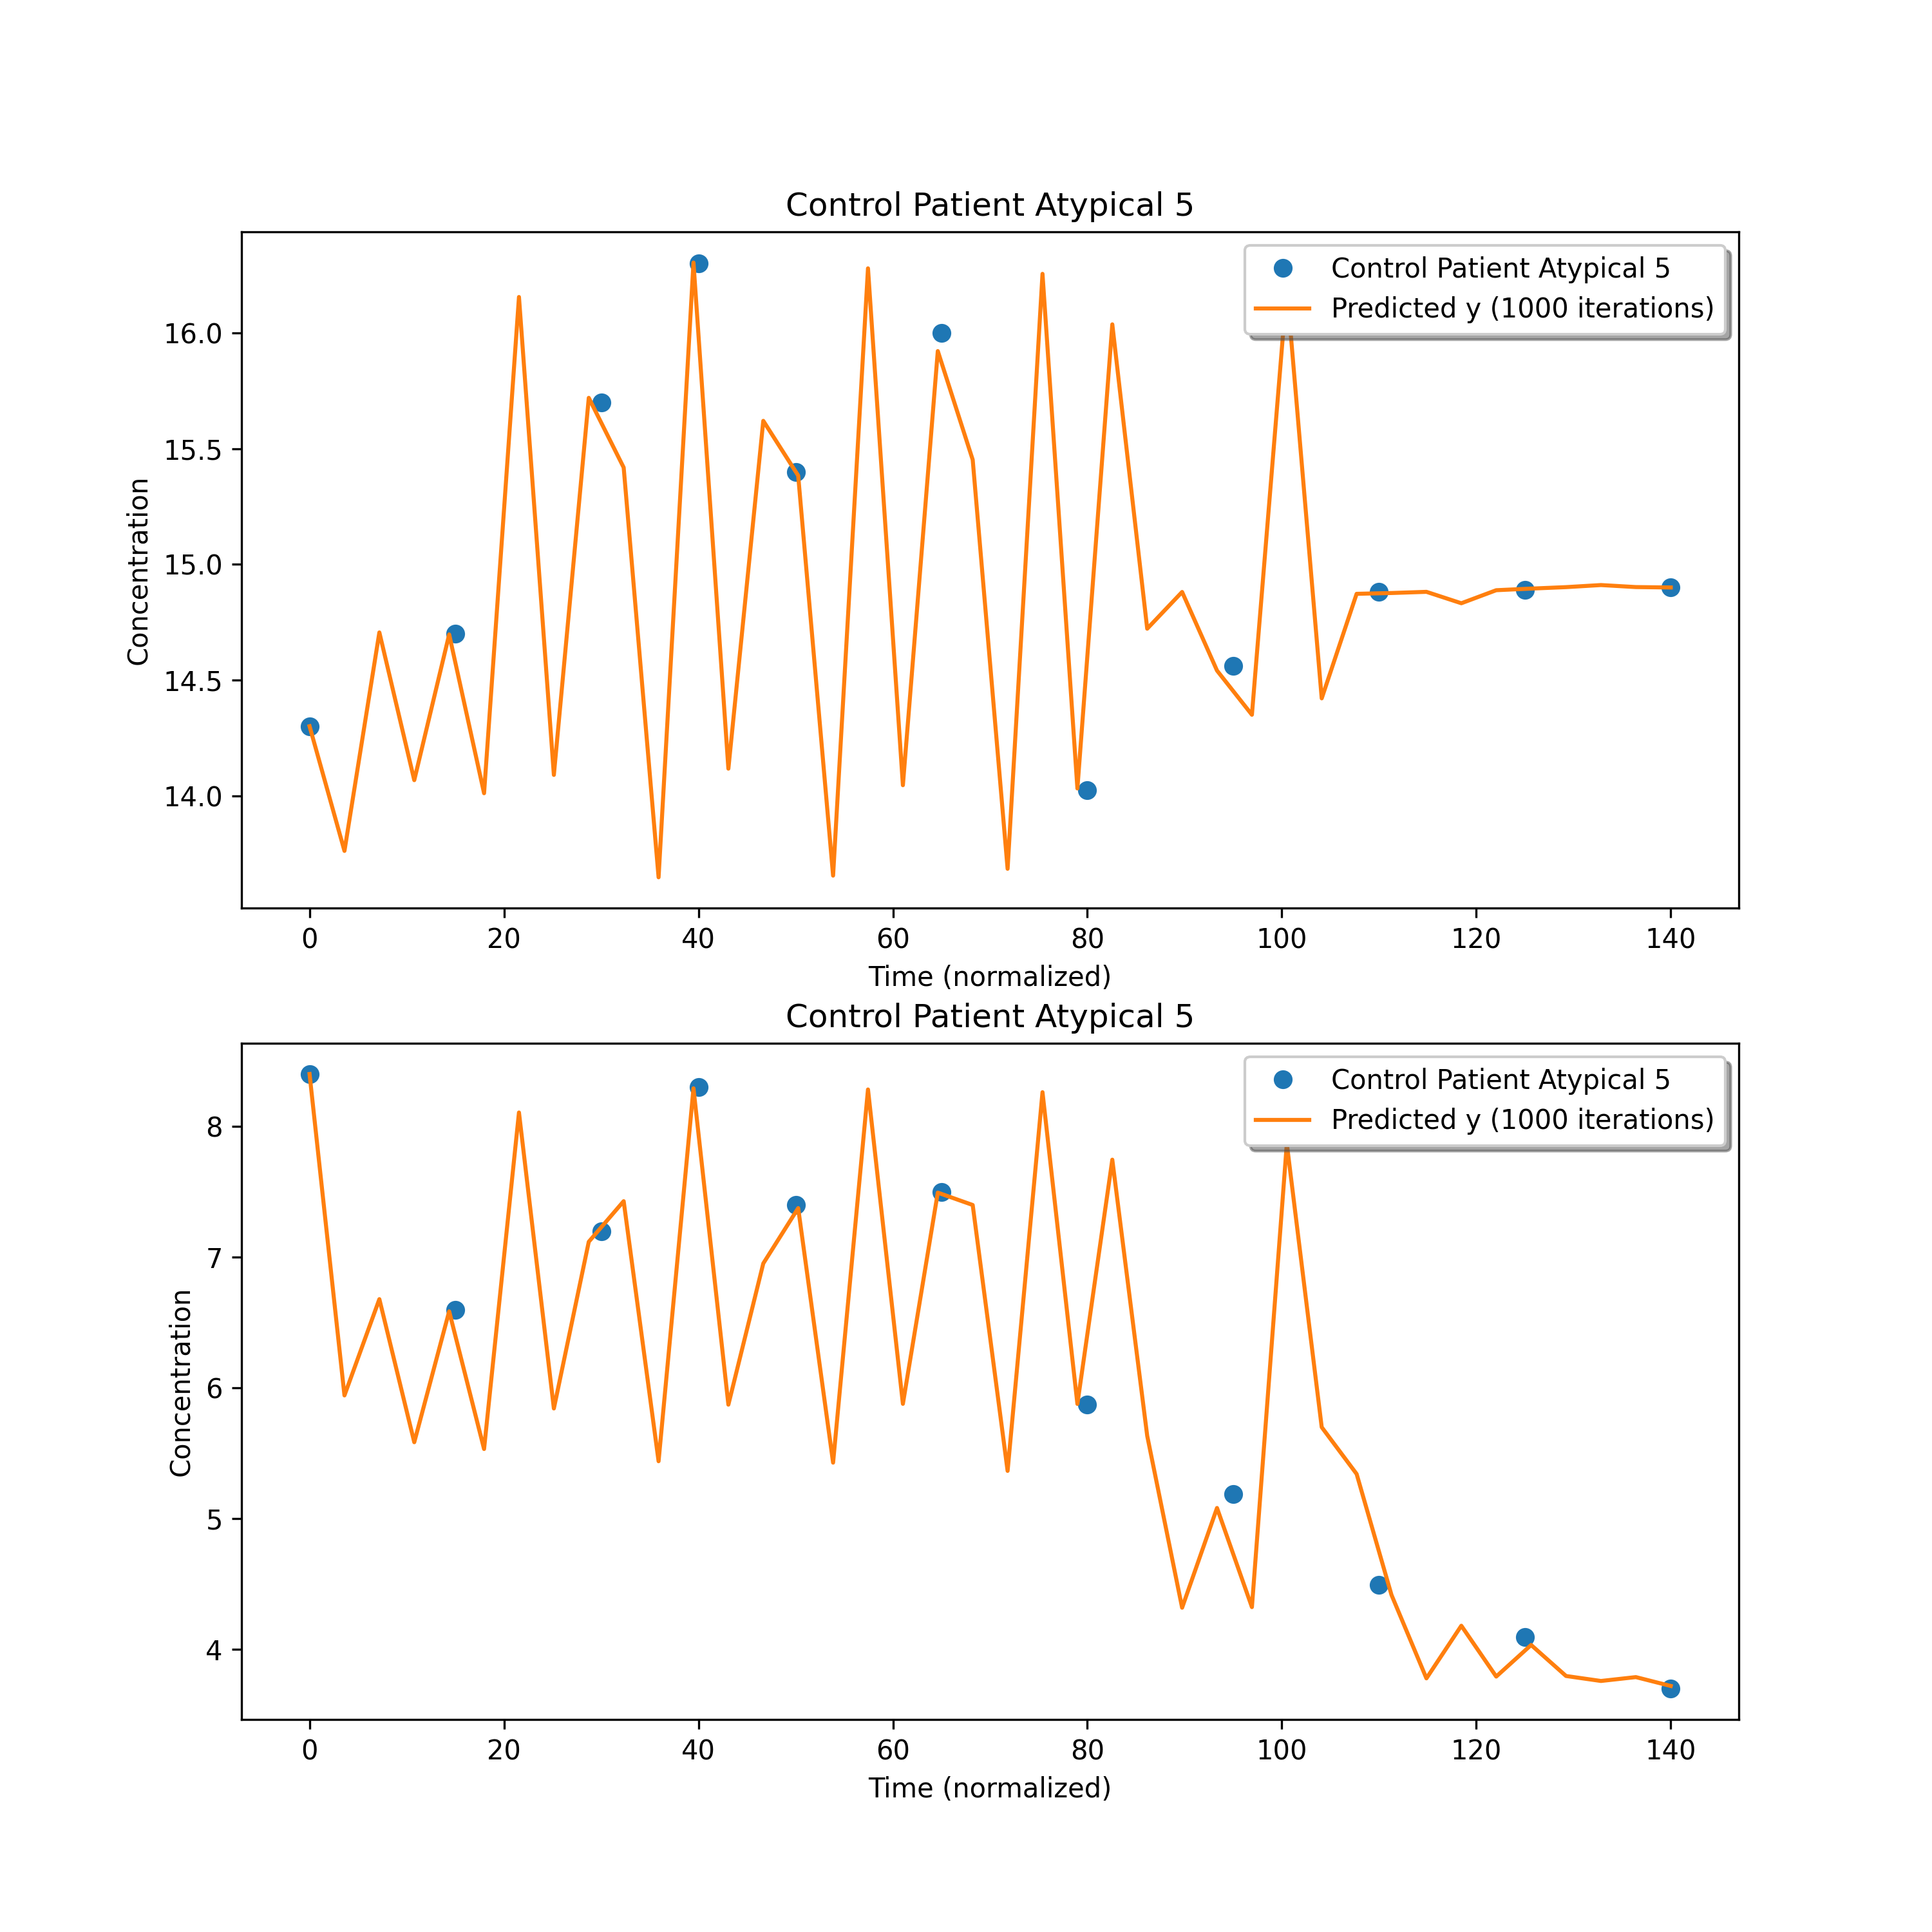 Control Patient Atypical 5
Control Patient Atypical 5
Predicted y (1000 iterations)
Concentration
16.0
15.5
15.0
14.5
14.0
0 20 40 60 80 100 120 140
Time (normalized)
Control Patient Atypical 5
Control Patient Atypical 5
Predicted y (1000 iterations)
Concentration
8
7
6
5
4
0 20 40 60 80 100 120 140
Time (normalized)